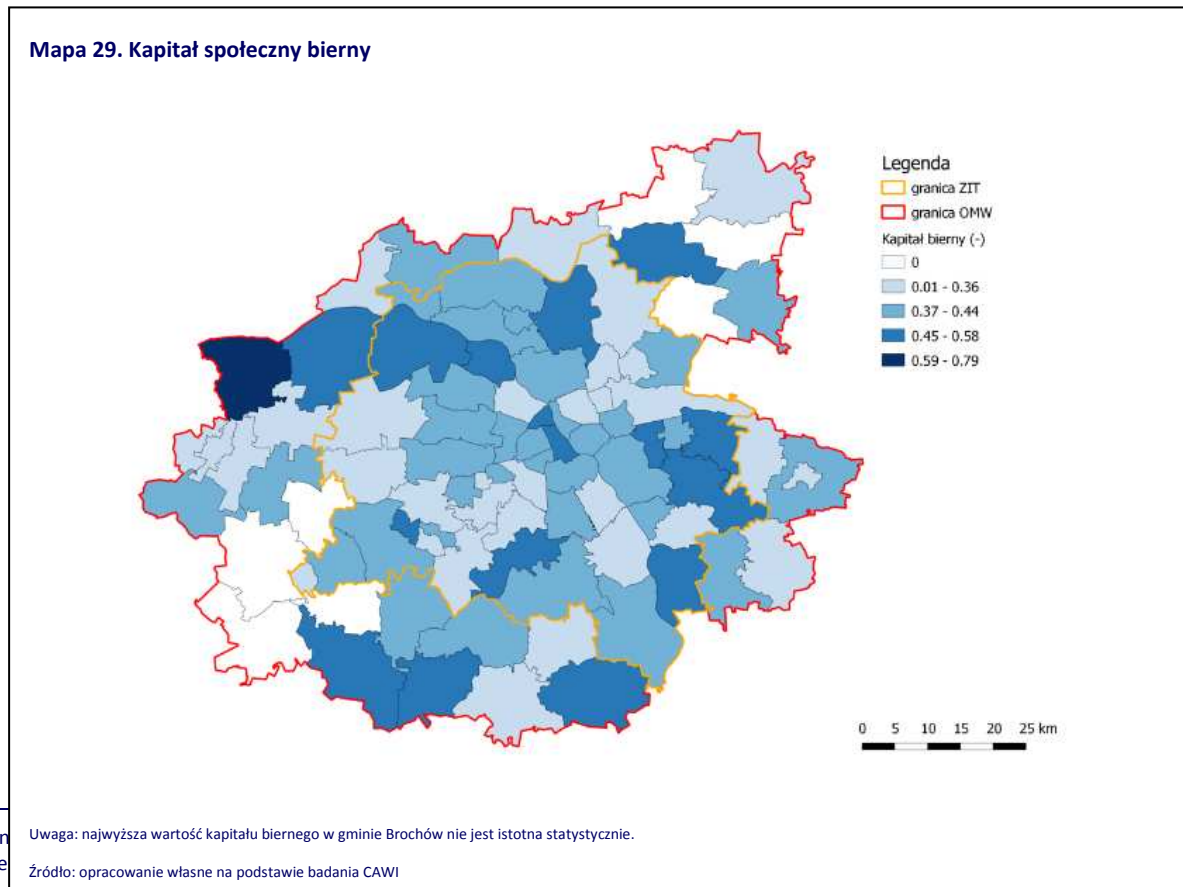 Mapa 29. Kapitał społeczny bierny
Legenda
granica ZIT
granica OMW
Kapitał bierny (-)
0
0.01 - 0.36
0.37 - 0.44
0.45 - 0.58
0.59 - 0.79
0 5 10 15 20 25 km
Uwaga: najwyższa wartość kapitału biernego w gminie Brochów nie jest istotna statystycznie.
Źródło: opracowanie własne na podstawie badania CAWI